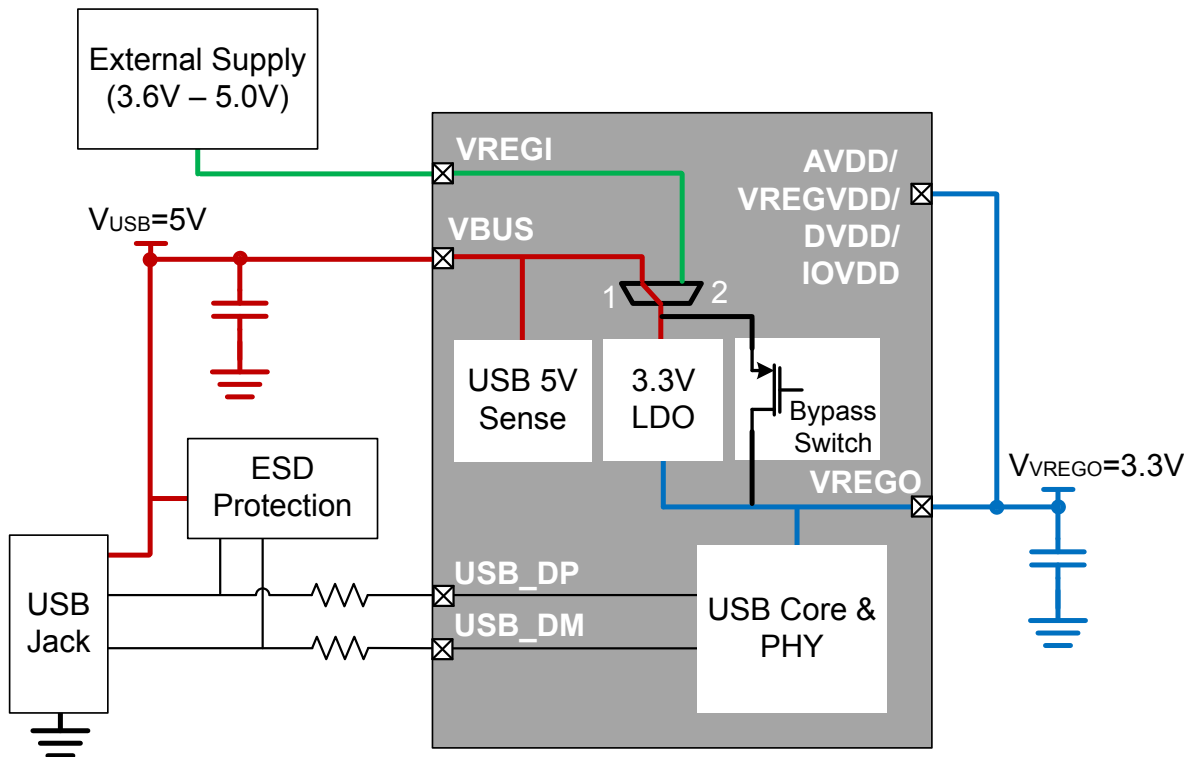 External Supply
(3.6V – 5.0V)
VREGI
AVDD/
VREGVDD/
DVDD/
IOVDD
VUSB=5V
VBUS
1
2
USB 5V
Sense
3.3V
LDO
Bypass
Switch
ESD
Protection
VREGO
VVREGO=3.3V
USB
Jack
USB_DP
USB_DM
USB Core &
PHY